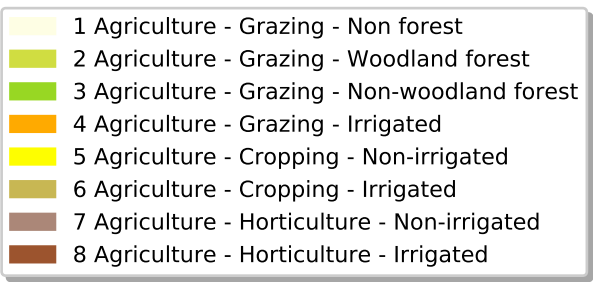 1 Agriculture - Grazing - Non forest
2 Agriculture - Grazing - Woodland forest
3 Agriculture - Grazing - Non-woodland forest
4 Agriculture - Grazing - Irrigated
5 Agriculture - Cropping - Non-irrigated
6 Agriculture - Cropping - Irrigated
7 Agriculture - Horticulture - Non-irrigated
8 Agriculture - Horticulture - Irrigated